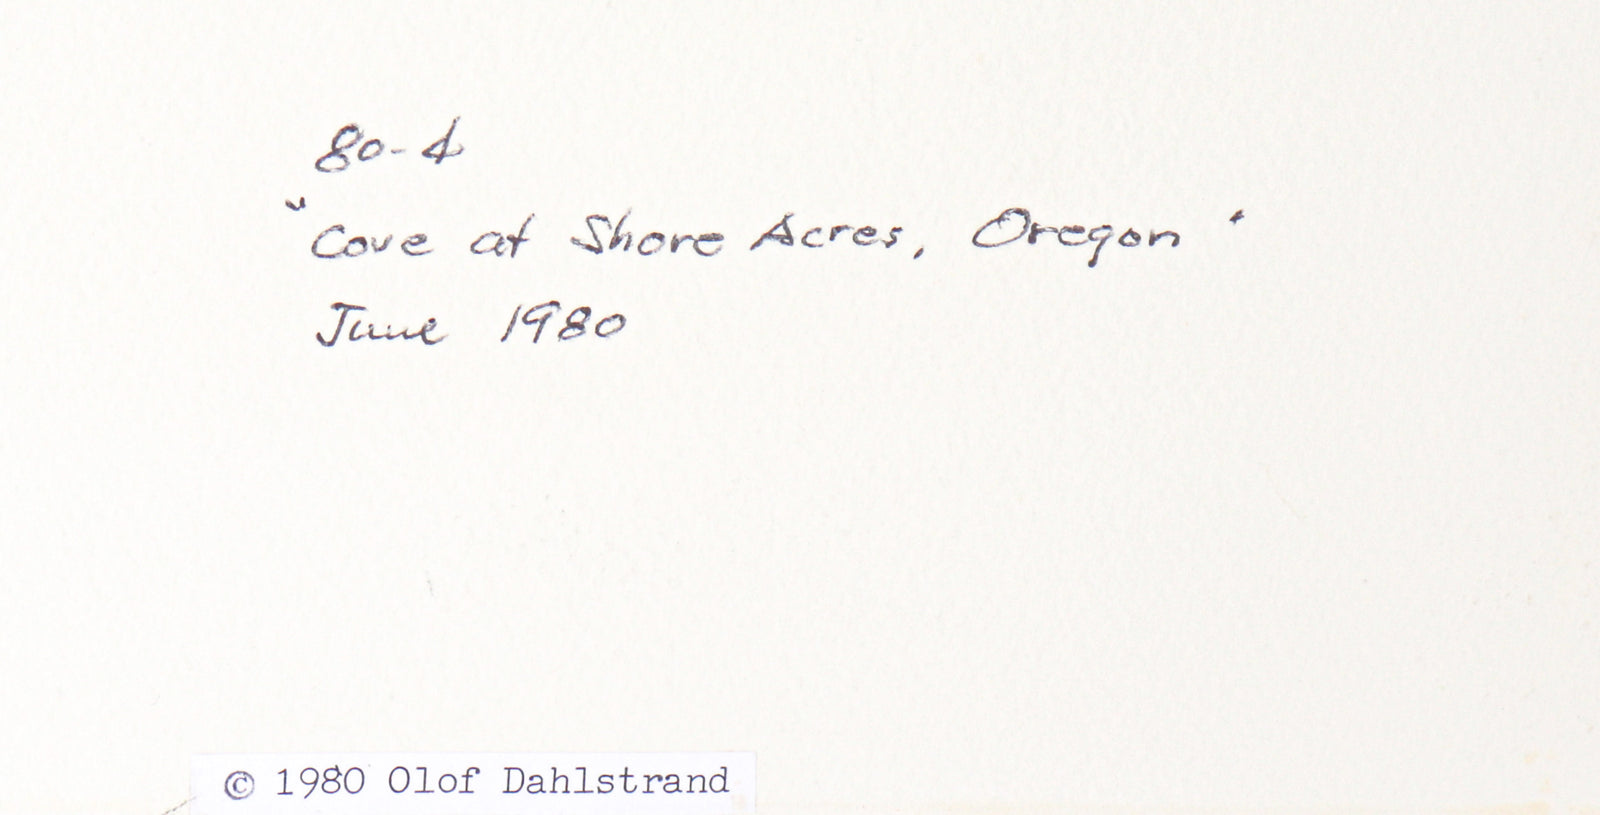 80-4
"Cove at Shore Acres, Oregon"
June 1980
© 1980 Olof Dahlstrand